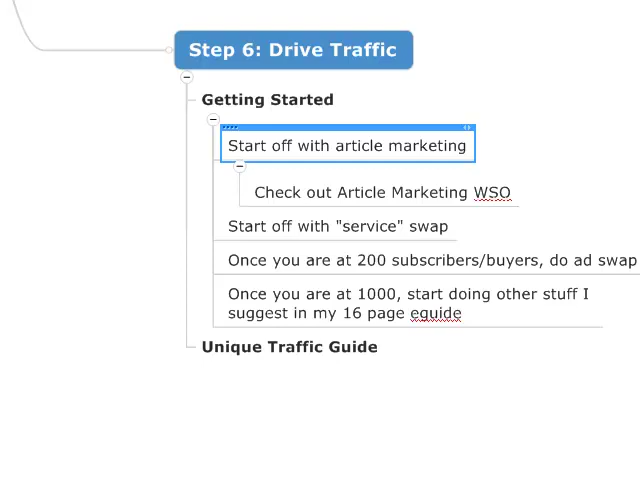 Step 6: Drive Traffic
Getting Started
Start off with article marketing
Check out Article Marketing WSO
Start off with "service" swap
Once you are at 200 subscribers/buyers, do ad swap
Once you are at 1000, start doing other stuff I
suggest in my 16 page eguide
Unique Traffic Guide